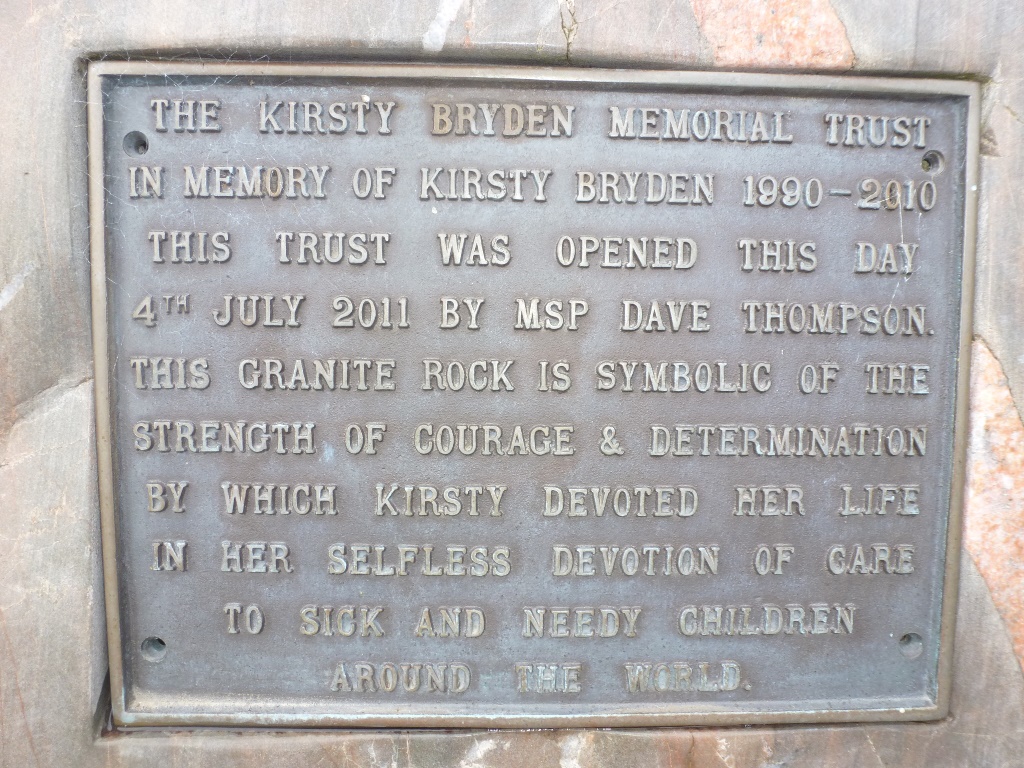 THE KIRSTY BRYDEN MEMORIAL TRUST
IN MEMORY OF KIRSTY BRYDEN 1990-2010
THIS TRUST WAS OPENED THIS DAY
4TH JULY 2011 BY MSP DAVE THOMPSON.
THIS GRANITE ROCK IS SYMBOLIC OF THE
STRENGTH OF COURAGE & DETERMINATION
BY WHICH KIRSTY DEVOTED HER LIFE
IN HER SELFLESS DEVOTION OF CARE
TO SICK AND NEEDY CHILDREN
AROUND THE WORLD.